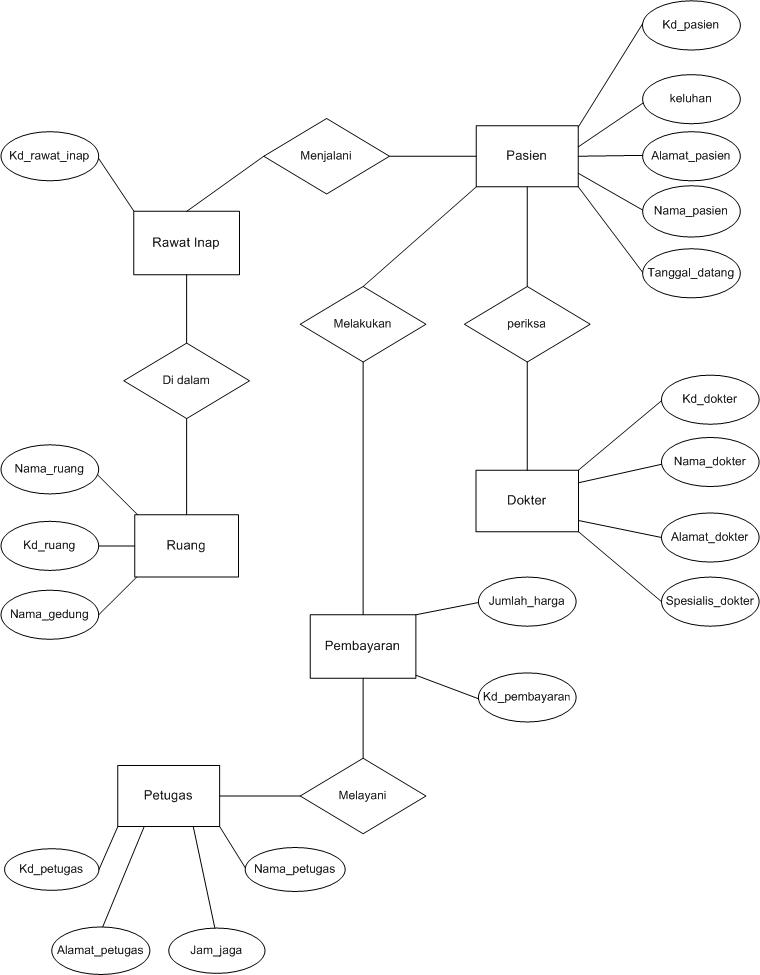 Kd_pasien
keluhan
Kd_rawat_inap
Menjalani
Pasien
Alamat_pasien
Nama_pasien
Rawat Inap
Tanggal_datang
Melakukan
periksa
Di dalam
Kd_dokter
Nama_ruang
Nama_dokter
Dokter
Kd_ruang
Ruang
Alamat_dokter
Nama_gedung
Jumlah_harga
Spesialis_dokter
Pembayaran
Kd_pembayaran
Petugas
Melayani
Kd_petugas
Nama_petugas
Alamat_petugas
Jam_jaga